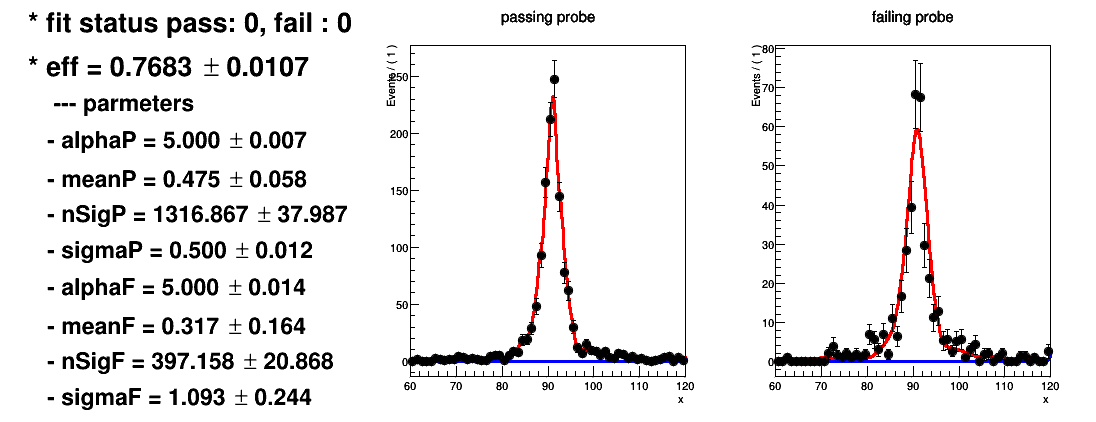 * fit status pass: 0, fail : 0
* eff = 0.7683 ± 0.0107
--- parmeters
- alphaP = 5.000 ± 0.007
- meanP = 0.475 ± 0.058
- nSigP = 1316.867 ± 37.987
- sigmaP = 0.500 ± 0.012
- alphaF = 5.000 ± 0.014
- meanF = 0.317 ± 0.164
- nSigF = 397.158 ± 20.868
- sigmaF = 1.093 ± 0.244
passing probe
Events / ( 1 )
250
200
150
100
50
0
60 70 80 90 100 110 120
x
failing probe
Events / ( 1 )
80
70
60
50
40
30
20
10
0
60 70 80 90 100 110 120
x